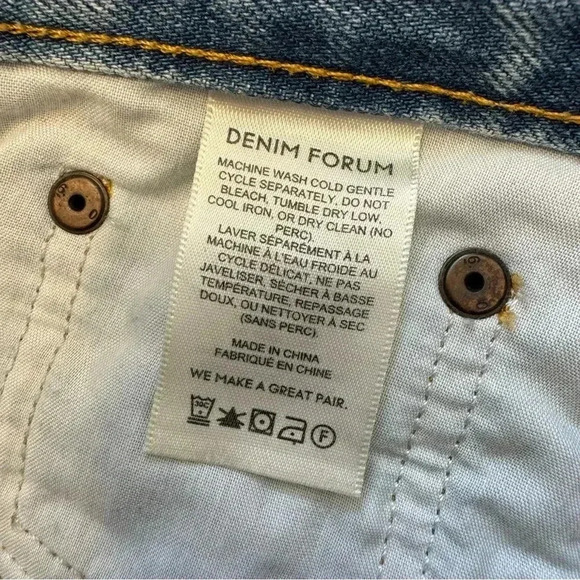 DENIM FORUM
MACHINE WASH COLD GENTLE
CYCLE SEPARATELY, DO NOT
BLEACH, TUMBLE DRY LOW,
COOL IRON, OR DRY CLEAN (NO
PERC).
LAVER SÉPARÉMENT À LA
MACHINE À L'EAU FROIDE AU
CYCLE DÉLICAT, NE PAS
JAVELISER, SÉCHER À BASSE
TEMPÉRATURE, REPASSAGE
DOUX, OU NETTOYER À SEC
(SANS PERC).
MADE IN CHINA
FABRIQUÉ EN CHINE
WE MAKE A GREAT PAIR.
30C F